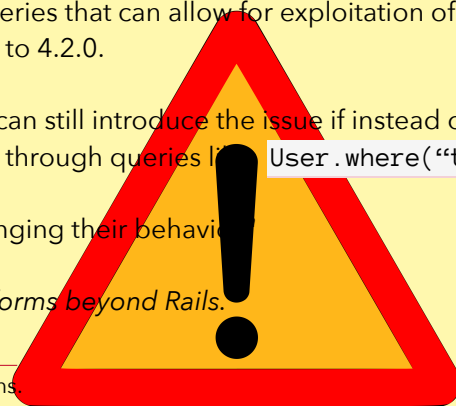 eries that can allow for exploitation of
to 4.2.0.
can still introduce the issue if instead o
through queries li User.where(“t
nging their behavio
forms beyond Rails.
ns.